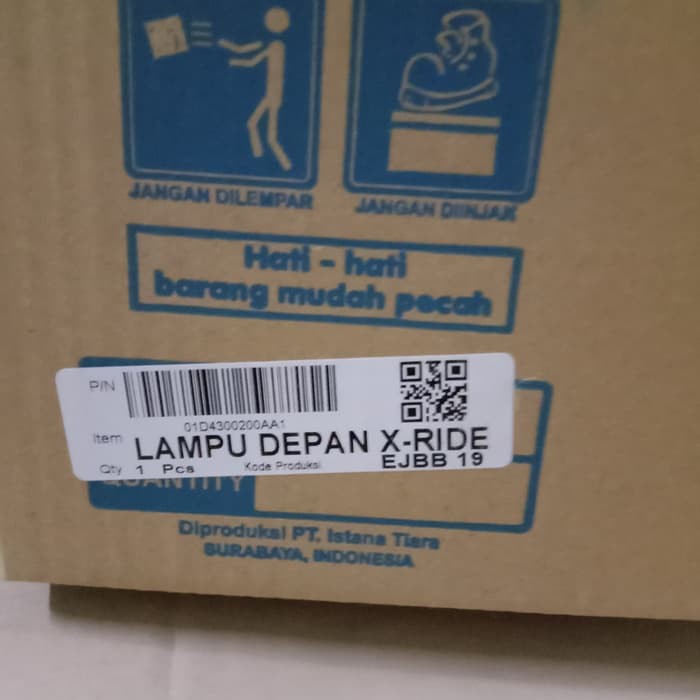 JANGAN DILEMPAR
JANGAN DIINJAK
Hati - hati
barang mudah pecah
P/N
01D4300200AA1
Item LAMPU DEPAN X-RIDE
Qty 1 Pcs Kode Produksi EJBB 19
QUANTITY
Diproduksi PT. Istana Tiara
SURABAYA, INDONESIA